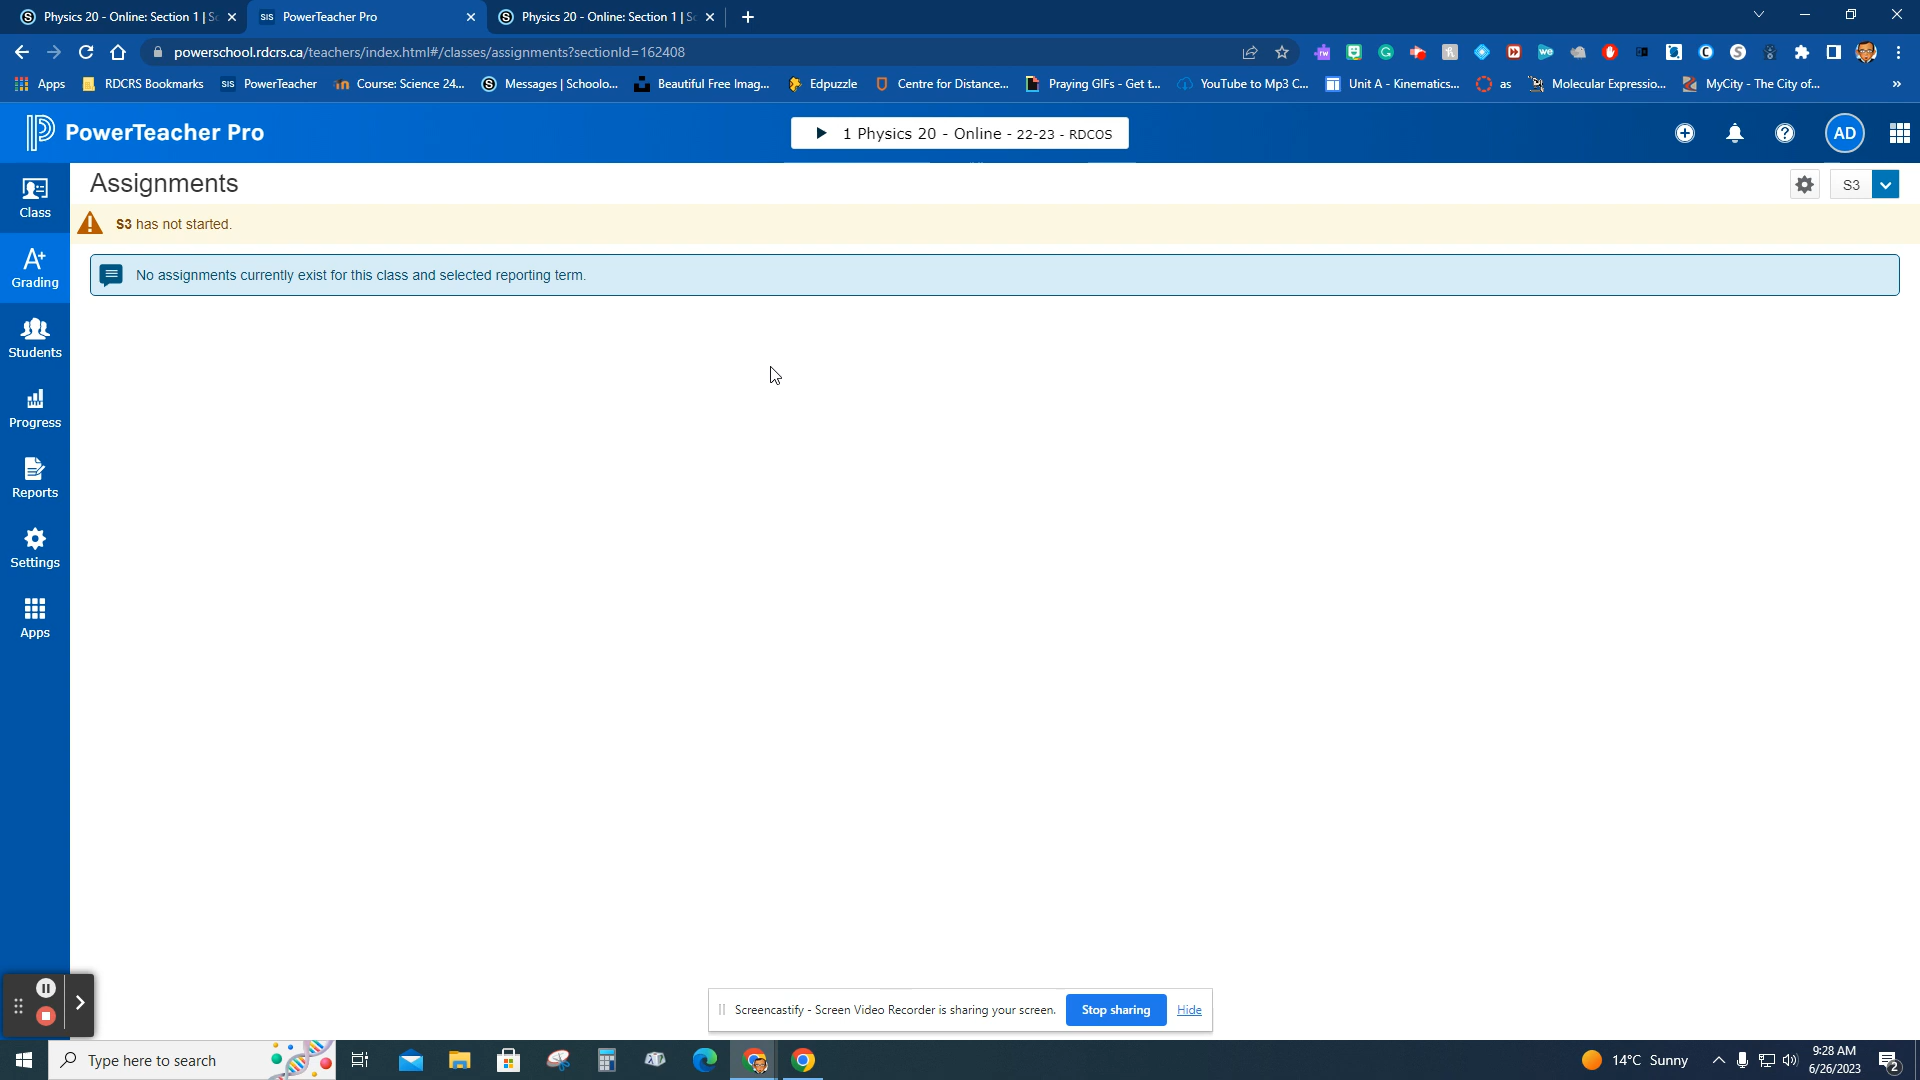 Physics 20 - Online: Section 1 | Sc
SIS PowerTeacher Pro
Physics 20 - Online: Section 1 | Sc
powerschool.rdcrs.ca/teachers/index.html#/classes/assignments?sectionId=162408
Apps
RDCRS Bookmarks
SIS PowerTeacher
Course: Science 24...
Messages | Schoolo...
Beautiful Free Imag...
Edpuzzle
Centre for Distance...
Praying GIFs - Get t...
YouTube to Mp3 C...
Unit A - Kinematics...
as
Molecular Expressio...
MyCity - The City of...
PowerTeacher Pro
1 Physics 20 - Online - 22-23 - RDCOS
AD
Class
Grading
Students
Progress
Reports
Settings
Apps
Assignments
S3
S3 has not started.
No assignments currently exist for this class and selected reporting term.
Screencastify - Screen Video Recorder is sharing your screen.
Stop sharing
Hide
Type here to search
14°C Sunny
9:28 AM
6/26/2023
2